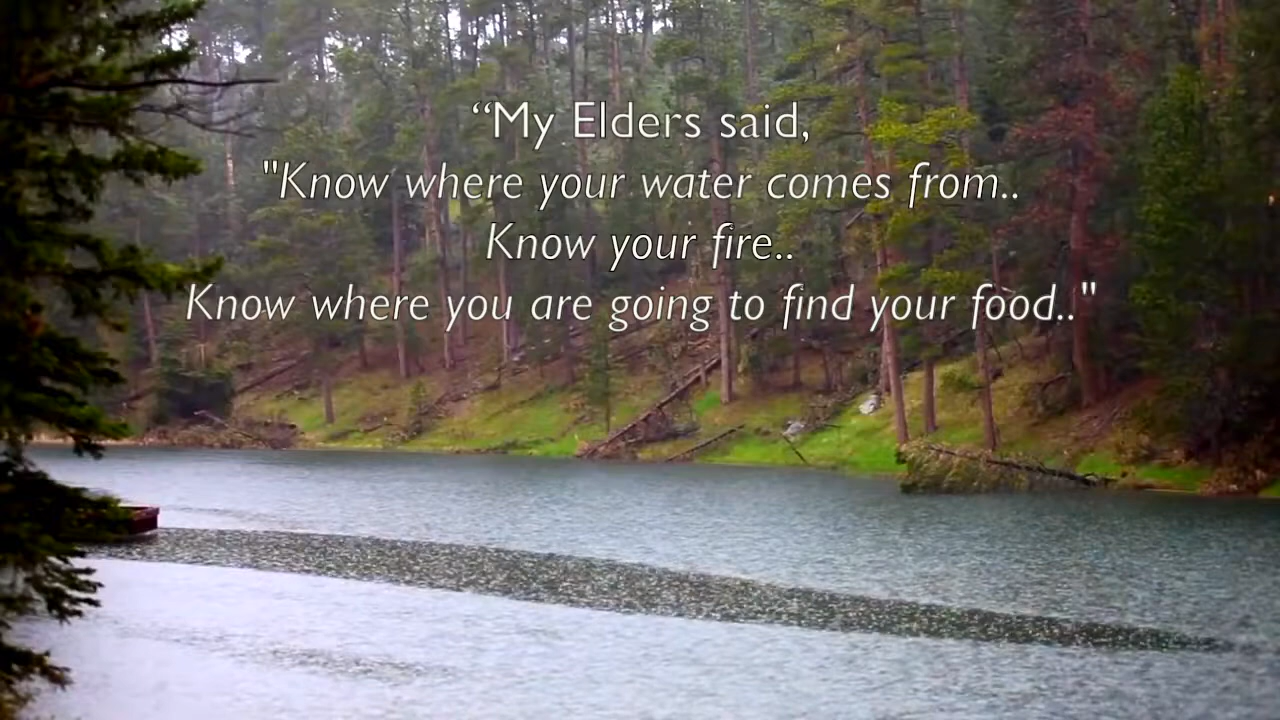 “My Elders said,
"Know where your water comes from..
Know your fire..
Know where you are going to find your food.."